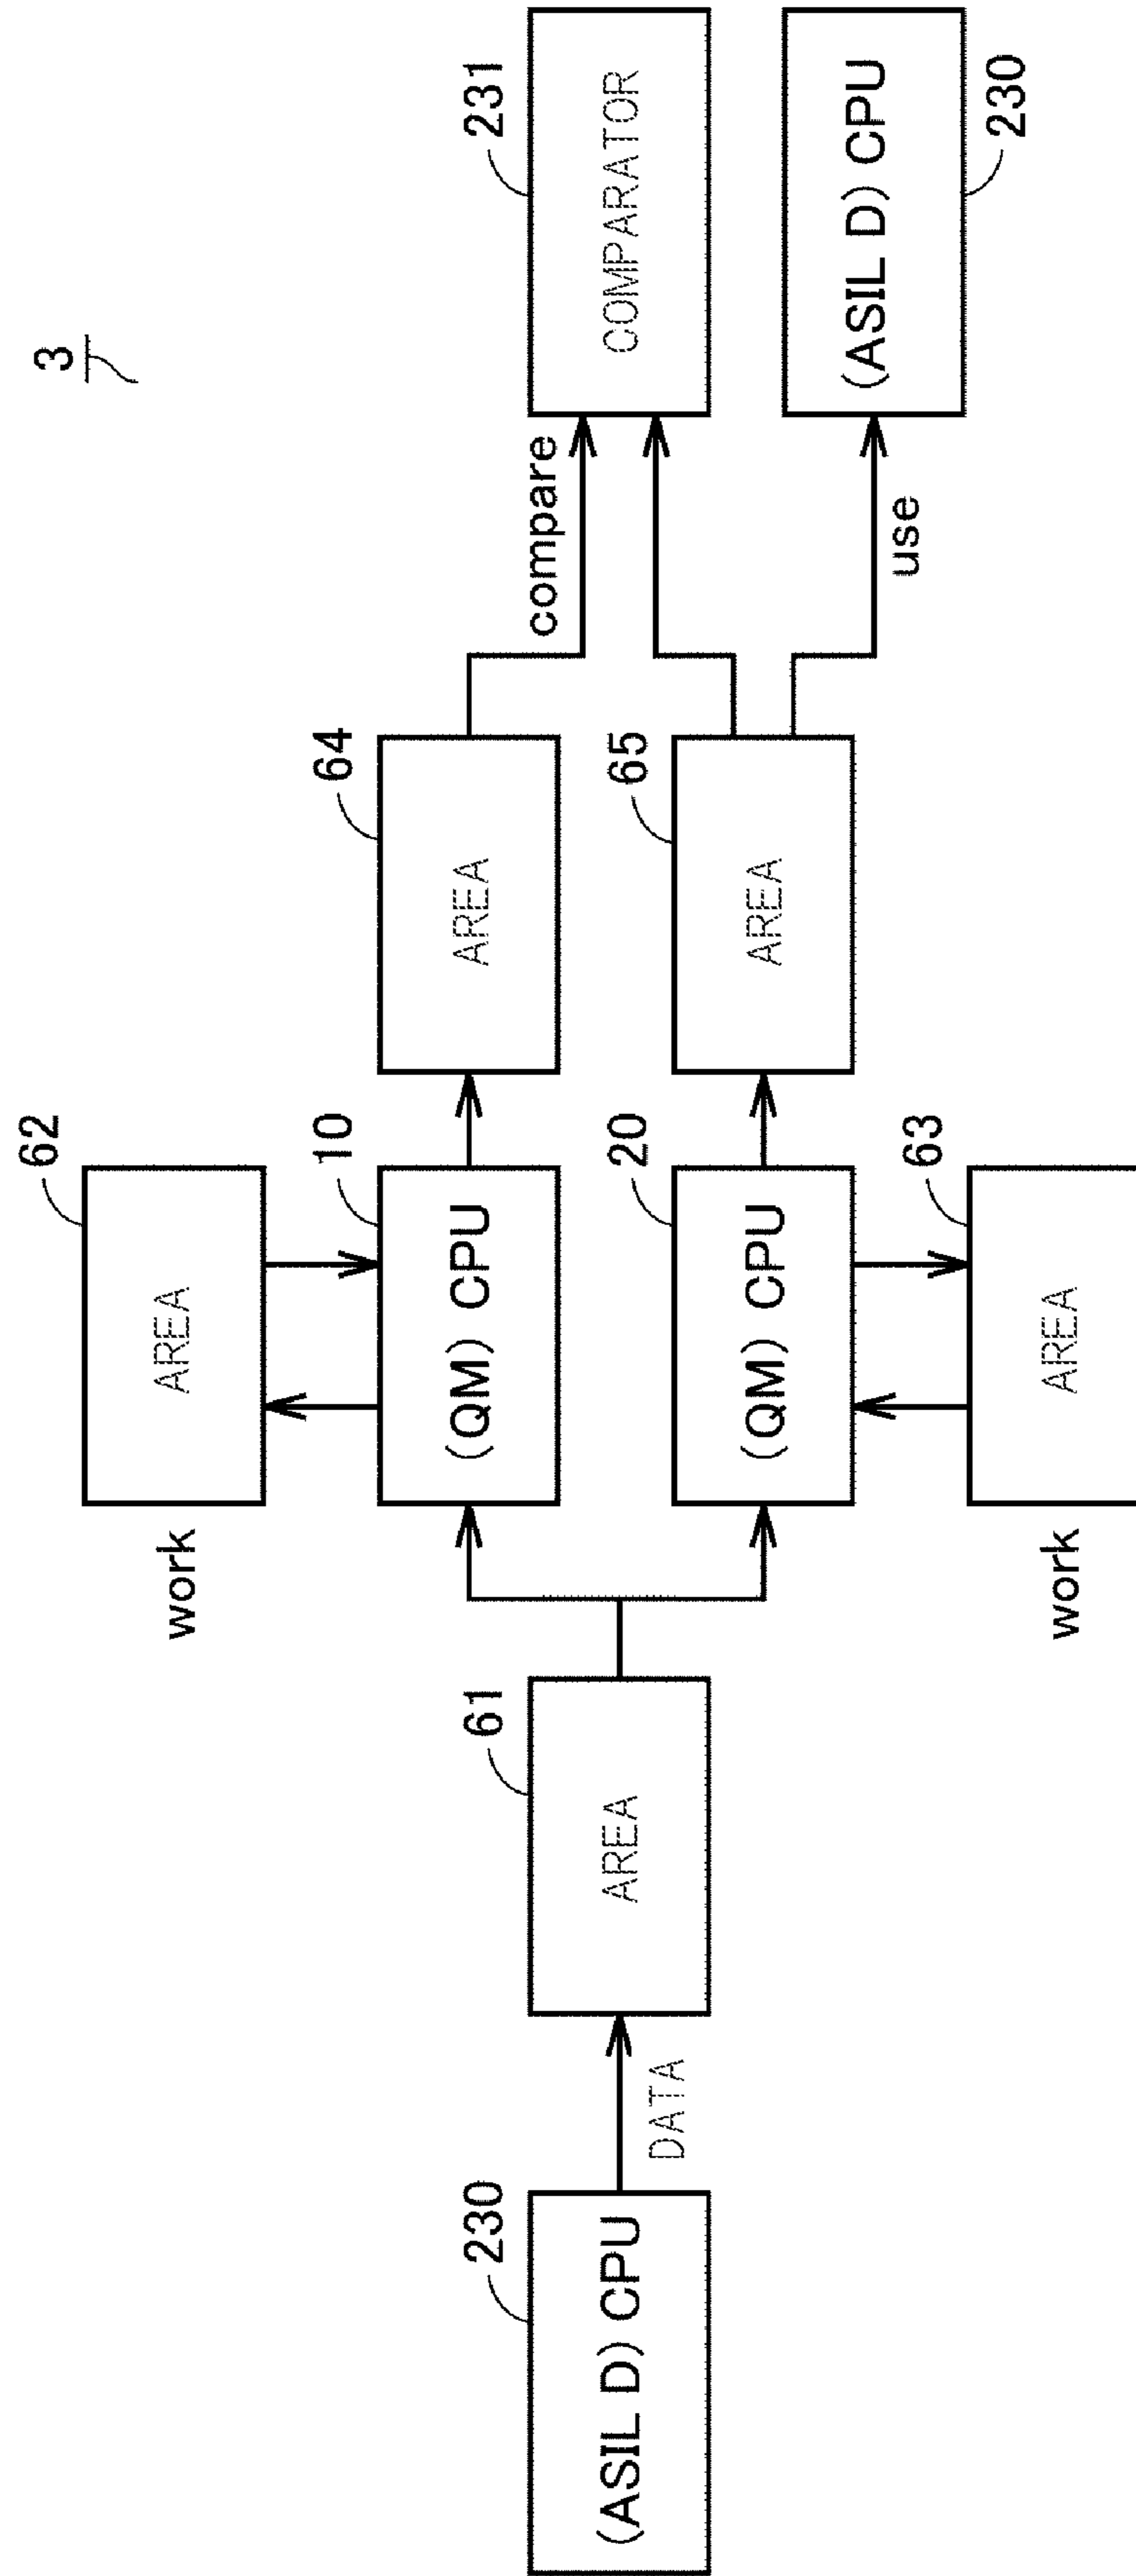 3
62
AREA
work
230
(ASIL D) CPU
DATA
61
AREA
10
(QM) CPU
64
AREA
compare
231
COMPARATOR
20
(QM) CPU
65
AREA
use
(ASIL D) CPU
230
63
AREA
work